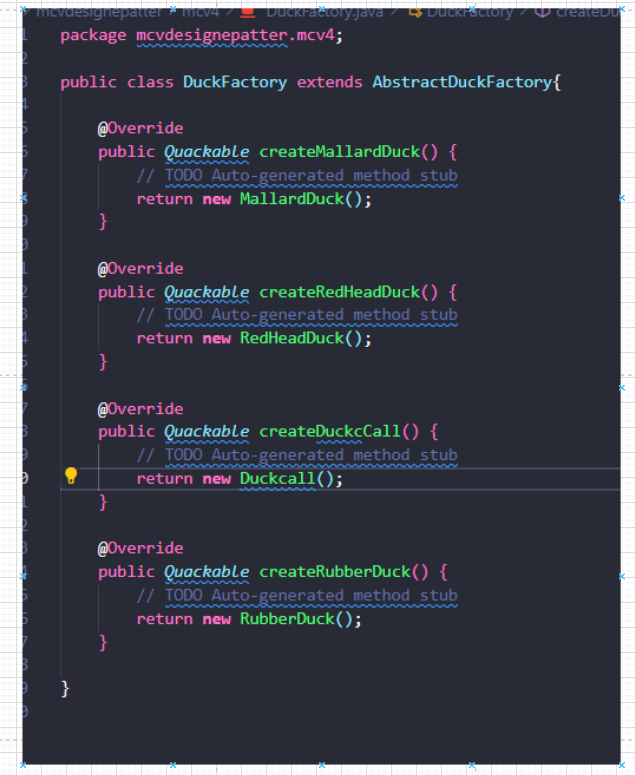 mcvdesignepatter > mcv4 > DuckFactory.java > DuckFactory > createDu
package mcvdesignepatter.mcv4;
public class DuckFactory extends AbstractDuckFactory{
@Override
public Quackable createMallardDuck() {
// TODO Auto-generated method stub
return new MallardDuck();
}
@Override
public Quackable createRedHeadDuck() {
// TODO Auto-generated method stub
return new RedHeadDuck();
}
@Override
public Quackable createDuckcCall() {
// TODO Auto-generated method stub
return new Duckcall();
}
@Override
public Quackable createRubberDuck() {
// TODO Auto-generated method stub
return new RubberDuck();
}
}